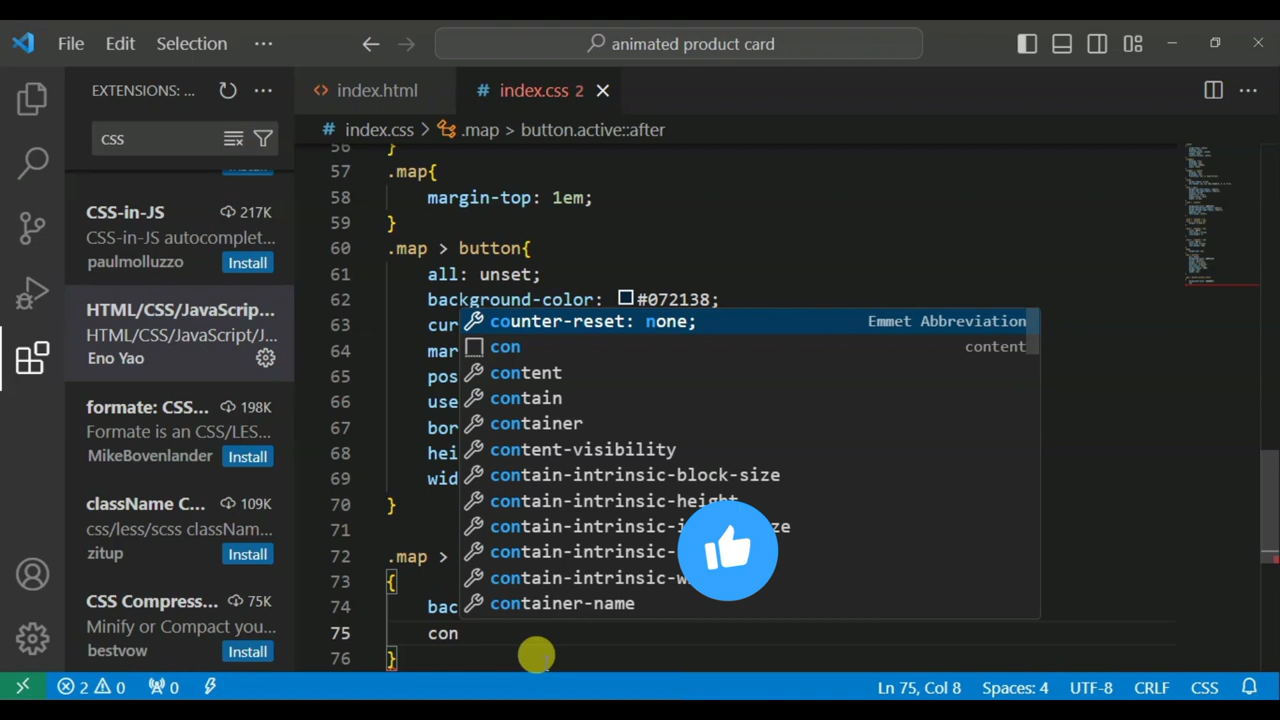 File Edit Selection ···
animated product card
EXTENSIONS: ...
index.html
# index.css 2
css
# index.css > .map > button.active::after
CSS-in-JS 217K
CSS-in-JS autocomplet...
paulmolluzzo Install
HTML/CSS/JavaScrip...
HTML/CSS/JavaScript/J...
Eno Yao
formate: CSS... 198K
Formate is an CSS/LES...
MikeBovenlander Install
className C... 109K
css/less/scss classNam...
zitup Install
CSS Compress... 75K
Minify or Compact you...
bestvow Install
56 }
57 .map{
58 margin-top: 1em;
59 }
60 .map > button{
61 all: unset;
62 background-color: #072138;
63 cur
64 mar
65 pos
66 use
67 bor
68 hei
69 wid
70 }
71
72 .map >
73 {
74 bac
75 con
76 }
counter-reset: none; Emmet Abbreviation
con content
content
contain
container
content-visibility
contain-intrinsic-block-size
contain-intrinsic-height
contain-intrinsic-
contain-intrinsic-
contain-intrinsic-
container-name
2 0 0
Ln 75, Col 8 Spaces: 4 UTF-8 CRLF CSS